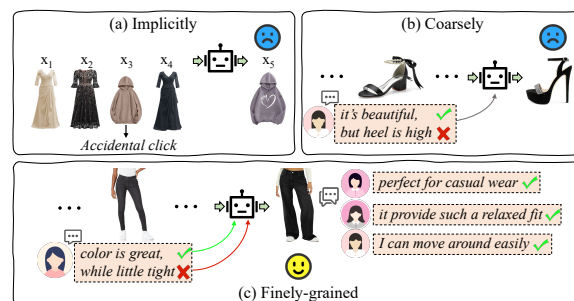 (a) Implicitly
x1 x2 x3 x4 x5
Accidental click
(b) Coarsely
it's beautiful,
but heel is high
color is great,
while little tight
perfect for casual wear
it provide such a relaxed fit
I can move around easily
(c) Finely-grained